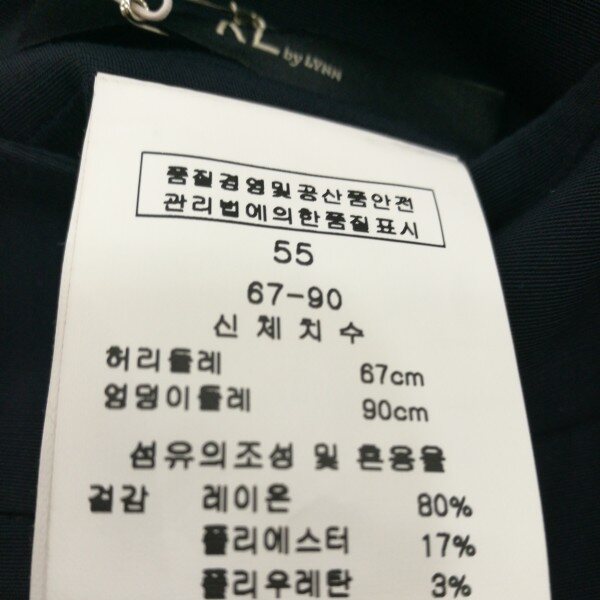 KL
by LYNN
품질경영및공산품안전
관리법에의한품질표시
55
67-90
신체치수
허리둘레 67cm
엉덩이둘레 90cm
섬유의조성 및 혼용율
겉감 레이온 80%
폴리에스터 17%
폴리우레탄 3%